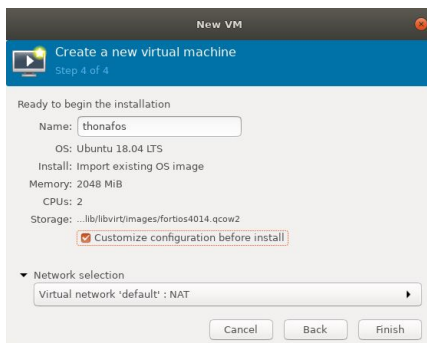 New VM
Create a new virtual machine
Step 4 of 4
Ready to begin the installation
Name: thonafos
OS: Ubuntu 18.04 LTS
Install: Import existing OS image
Memory: 2048 MiB
CPUs: 2
Storage: ...lib/libvirt/images/fortios4014.qcow2
Customize configuration before install
Network selection
Virtual network 'default' : NAT
Cancel Back Finish